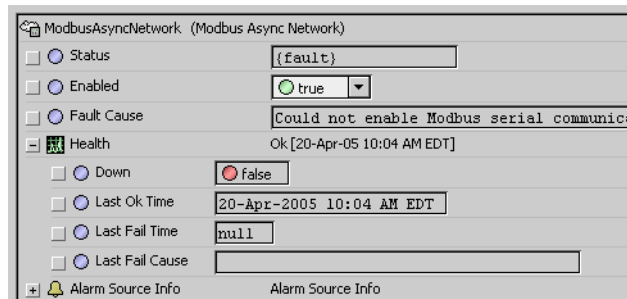 ModbusAsyncNetwork (Modbus Async Network)
Status {fault}
Enabled true
Fault Cause Could not enable Modbus serial
Health Ok [20-Apr-05 10:04 AM EDT]
Down false
Last Ok Time 20-Apr-2005 10:04 AM EDT
Last Fail Time null
Last Fail Cause
Alarm Source Info Alarm Source Info